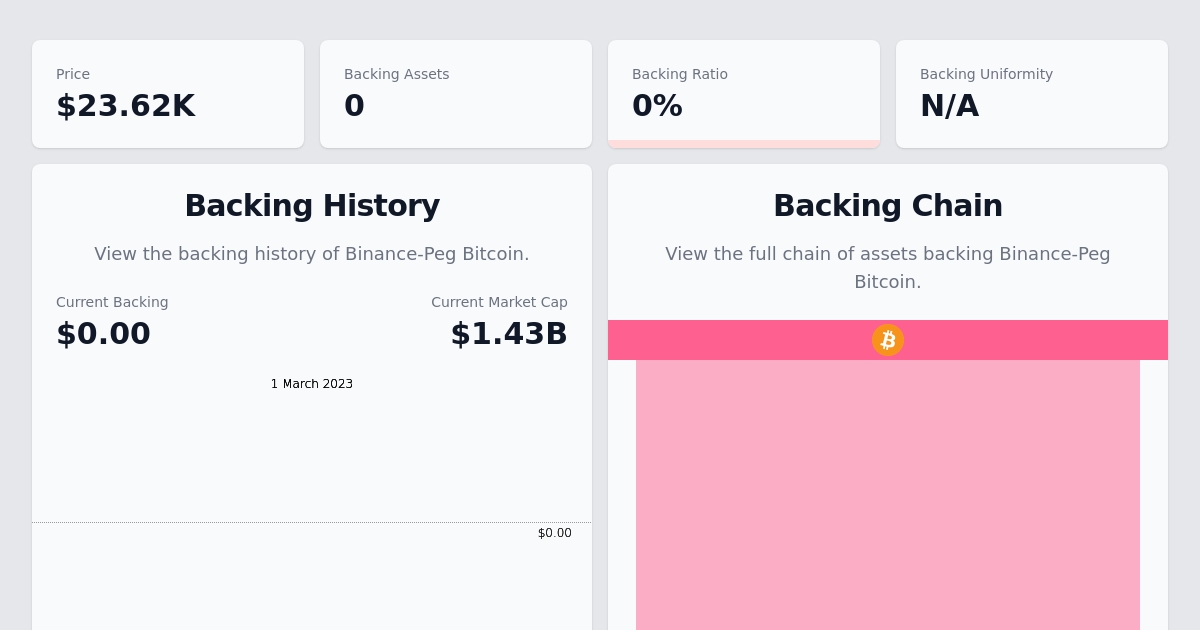 Price
$23.62K
Backing Assets
0
Backing Ratio
0%
Backing Uniformity
N/A
Backing History
View the backing history of Binance-Peg Bitcoin.
Current Backing
$0.00
Current Market Cap
$1.43B
1 March 2023
$0.00
Backing Chain
View the full chain of assets backing Binance-Peg
Bitcoin.